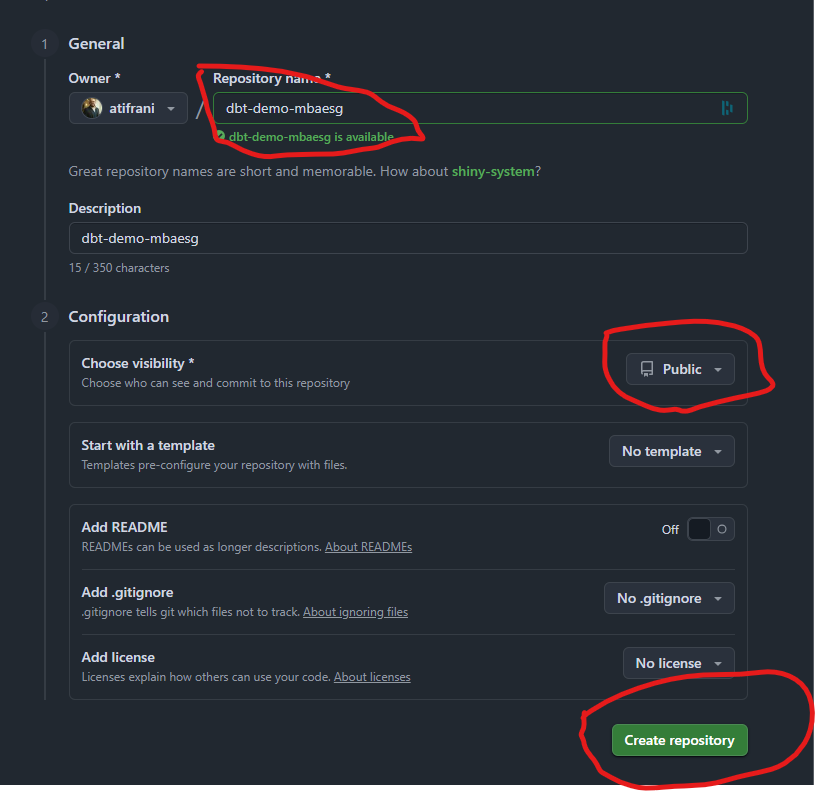 1 General
Owner * Repository name *
atifrani / dbt-demo-mbaesg
dbt-demo-mbaesg is available
Great repository names are short and memorable. How about shiny-system?
Description
dbt-demo-mbaesg
15 / 350 characters
2 Configuration
Choose visibility * Public
Choose who can see and commit to this repository
Start with a template No template
Templates pre-configure your repository with files.
Add README Off
READMEs can be used as longer descriptions. About READMEs
Add .gitignore No .gitignore
.gitignore tells git which files not to track. About ignoring files
Add license No license
Licenses explain how others can use your code. About licenses
Create repository